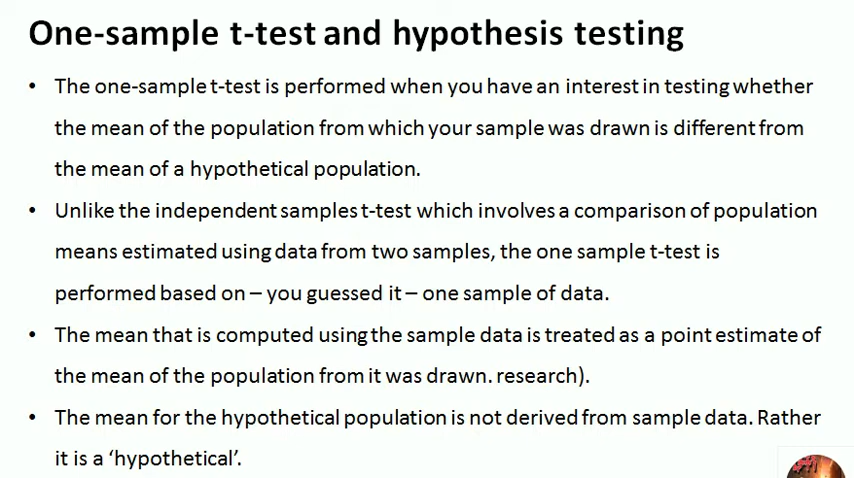 One-sample t-test and hypothesis testing
• The one-sample t-test is performed when you have an interest in testing whether
the mean of the population from which your sample was drawn is different from
the mean of a hypothetical population.
• Unlike the independent samples t-test which involves a comparison of population
means estimated using data from two samples, the one sample t-test is
performed based on – you guessed it – one sample of data.
• The mean that is computed using the sample data is treated as a point estimate of
the mean of the population from it was drawn. research).
• The mean for the hypothetical population is not derived from sample data. Rather
it is a ‘hypothetical’.